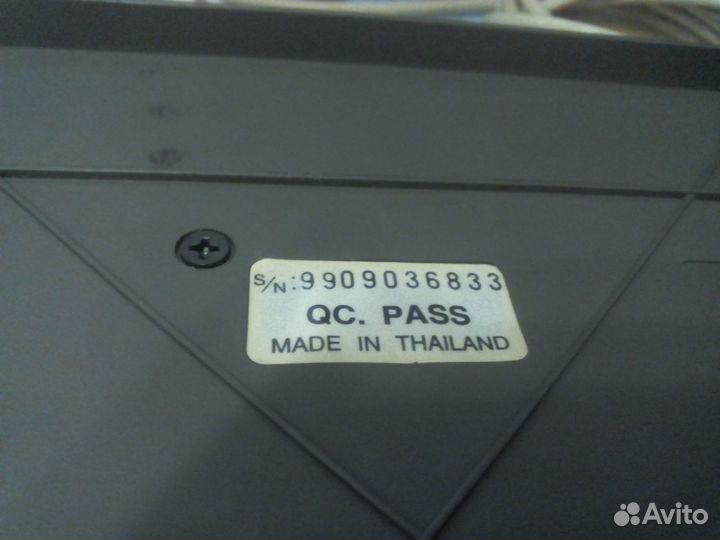 S/N:9909036833
QC. PASS
MADE IN THAILAND
Avito